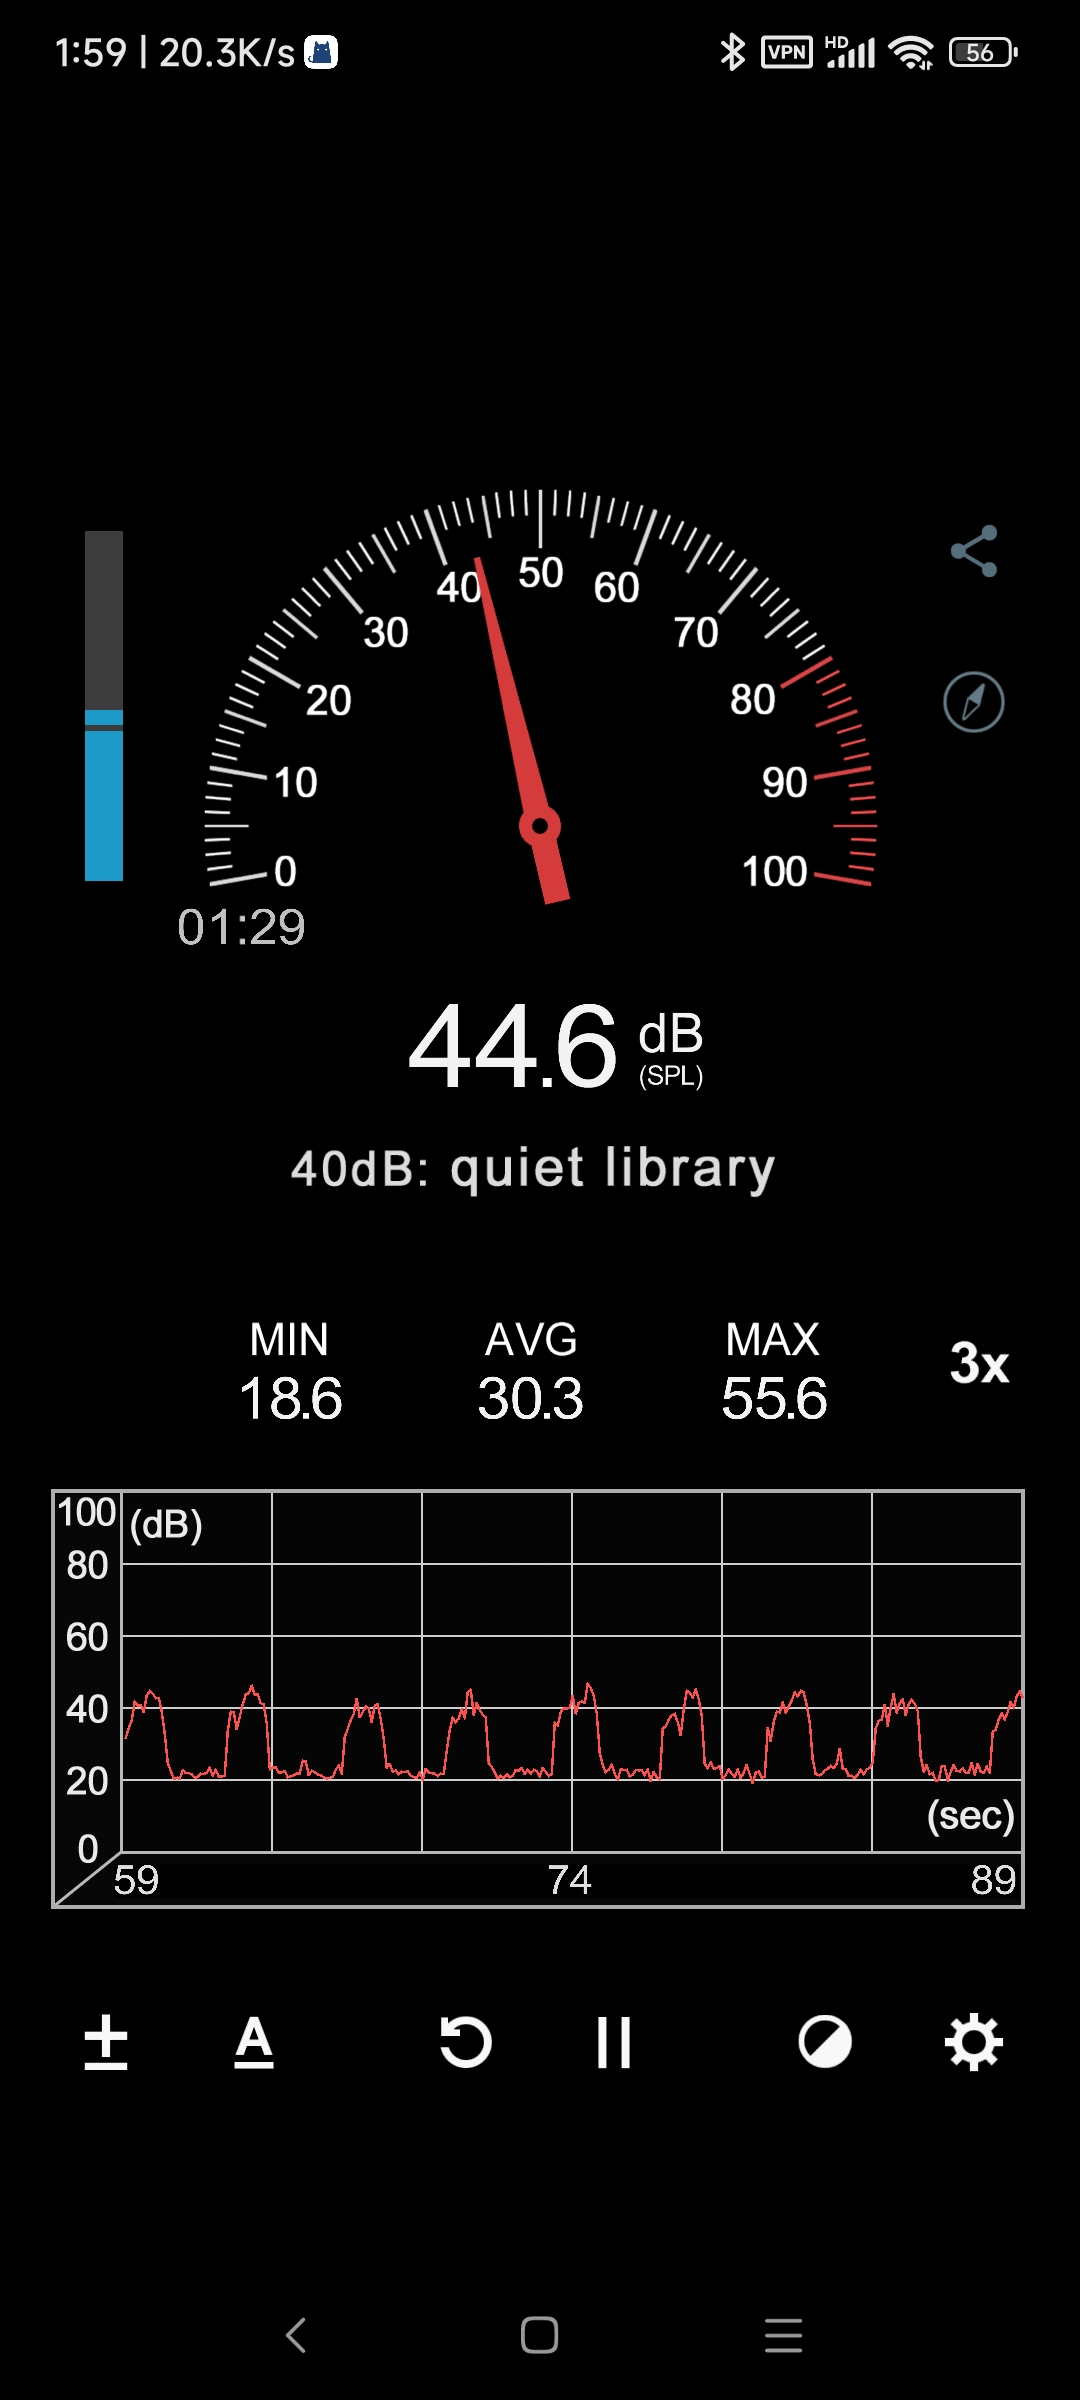 1:59 | 20.3K/s
VPN HD 56
50
40 60
30 70
20 80
10 90
0 100
01:29
44.6 dB
(SPL)
40dB: quiet library
MIN AVG MAX
18.6 30.3 55.6
3x
100 (dB)
80
60
40
20
(sec)
0
59 74 89
A